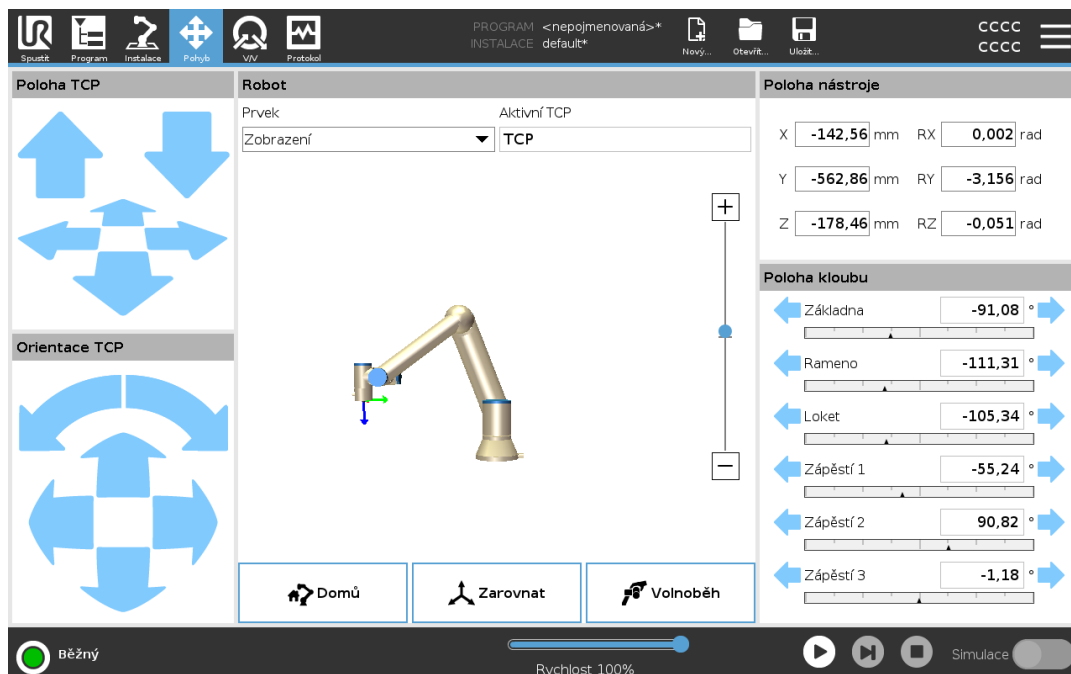 UR
PROGRAM <nepojmenovaná>*
INSTALACE default*
CCCC
CCCC
Spustit Program Instalace Pohyb V/V Protokol Nový... Otevřít... Uložit...
Poloha TCP
Robot
Poloha nástroje
Prvek
Aktivní TCP
Zobrazení
TCP
X -142,56 mm RX 0,002 rad
Y -562,86 mm RY -3,156 rad
Z -178,46 mm RZ -0,051 rad
Poloha kloubu
Základna -91,08 °
Rameno -111,31 °
Loket -105,34 °
Zápěstí 1 -55,24 °
Zápěstí 2 90,82 °
Zápěstí 3 -1,18 °
Orientace TCP
Domů
Zarovnat
Volnoběh
Běžný
Rychlost 100%
Simulace